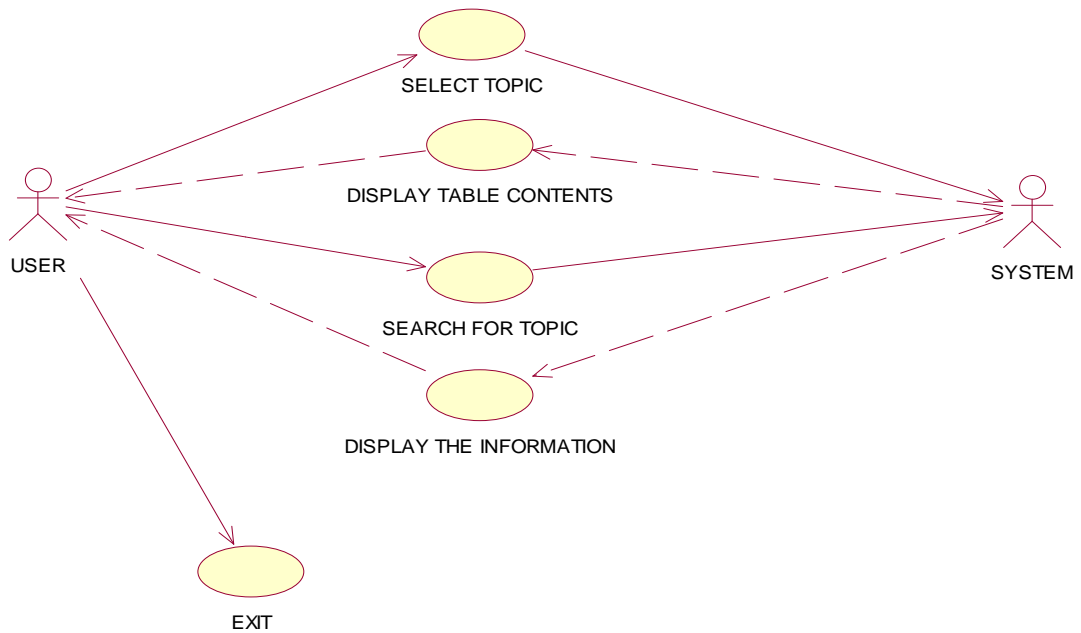 SELECT TOPIC
DISPLAY TABLE CONTENTS
USER
SYSTEM
SEARCH FOR TOPIC
DISPLAY THE INFORMATION
EXIT